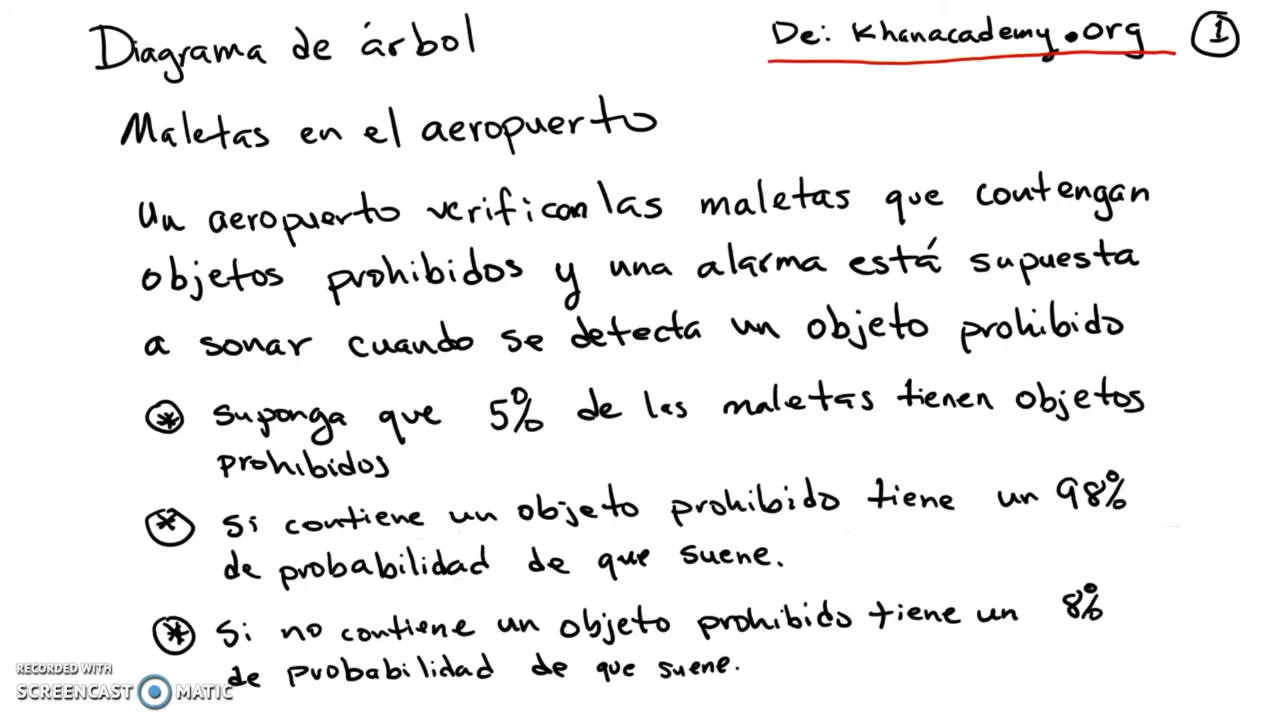 Diagrama de árbol
De: Khanacademy.org 1
Maletas en el aeropuerto
Un aeropuerto verifican las maletas que contengan
objetos prohibidos y una alarma está supuesta
a sonar cuando se detecta un objeto prohibido
* Suponga que 5% de las maletas tienen objetos
prohibidos
* Si contiene un objeto prohibido tiene un 98%
de probabilidad de que suene.
* Si no contiene un objeto prohibido tiene un 8%
de probabilidad de que suene.
RECORDED WITH
SCREENCAST MATIC